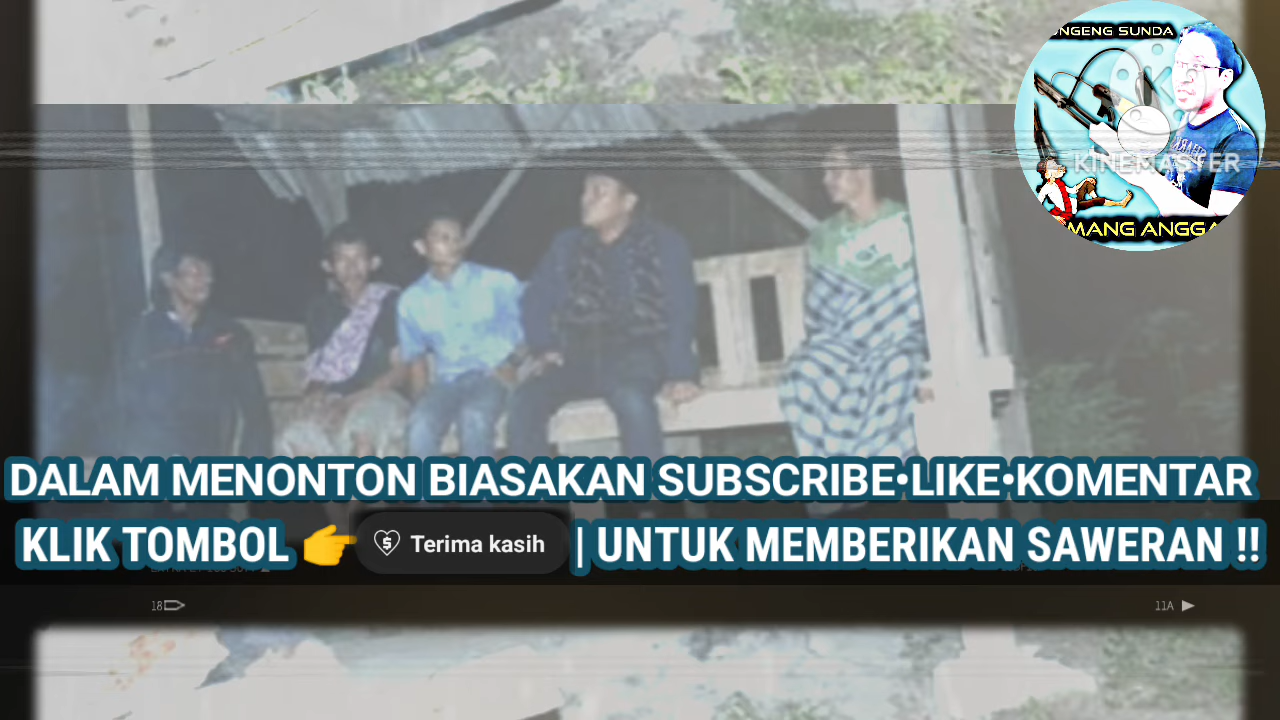 NGENG SUNDA
KINEMASTER
MANG ANGGA
DALAM MENONTON BIASAKAN SUBSCRIBE•LIKE•KOMENTAR
KLIK TOMBOL 👉 Terima kasih | UNTUK MEMBERIKAN SAWERAN !!
18
11A